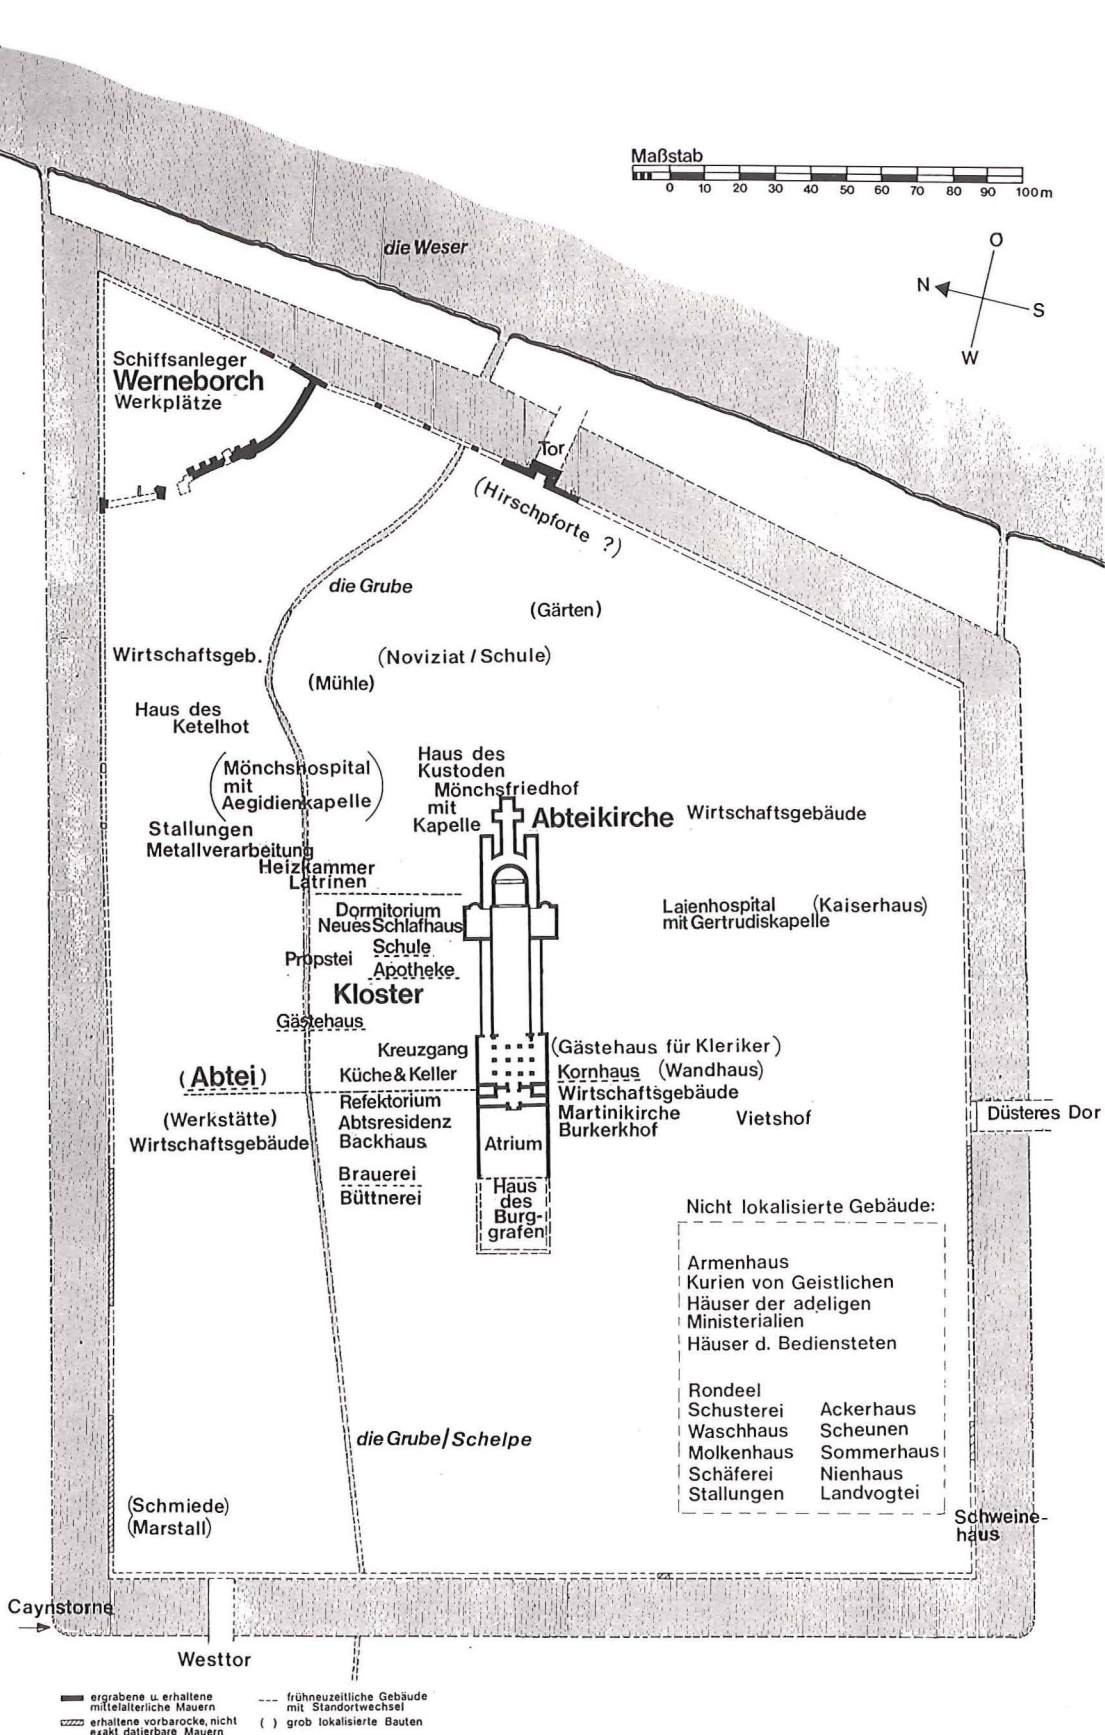 Maßstab
0 10 20 30 40 50 60 70 80 90 100m
die Weser
O
N
S
W
Schiffsanleger
Werneborch
Werkplätze
Tor
(Hirschpforte ?)
die Grube
(Gärten)
Wirtschaftsgeb.
(Noviziat/Schule)
(Mühle)
Haus des
Ketelhot
(Mönchshospital
mit
Aegidienkapelle)
Haus des
Kustoden
Mönchsfriedhof
mit
Kapelle
Abteikirche
Wirtschaftsgebäude
Stallungen
Metallverarbeitung
Heizkammer
Latrinen
Dormitorium
Neues Schlafhaus
Schule
Propstei
Apotheke
Kloster
Gästehaus
Laienhospital (Kaiserhaus)
mit Gertrudiskapelle
Kreuzgang
(Gästehaus für Kleriker)
(Abtei)
Küche & Keller
Kornhaus (Wandhaus)
Wirtschaftsgebäude
Refektorium
(Werkstätte)
Abtsresidenz
Martinikirche
Vietshof
Düsteres Dor
Wirtschaftsgebäude
Backhaus
Atrium
Burkerkhof
Brauerei
Büttnerei
Haus
des
Burg-
grafen
Nicht lokalisierte Gebäude:
Armenhaus
Kurien von Geistlichen
Häuser der adeligen
Ministerialien
Häuser d. Bediensteten
Rondeel
Schusterei Ackerhaus
Waschhaus Scheunen
Molkenhaus Sommerhaus
Schäferei Nienhaus
Stallungen Landvogtei
die Grube/Schelpe
(Schmiede)
(Marstall)
Schweine-
haus
Caynstorne
Westtor
ergrabene u. erhaltene
mittelalterliche Mauern
erhaltene vorbarocke, nicht
exakt datierbare Mauern
frühneuzeitliche Gebäude
mit Standortwechsel
( ) grob lokalisierte Bauten